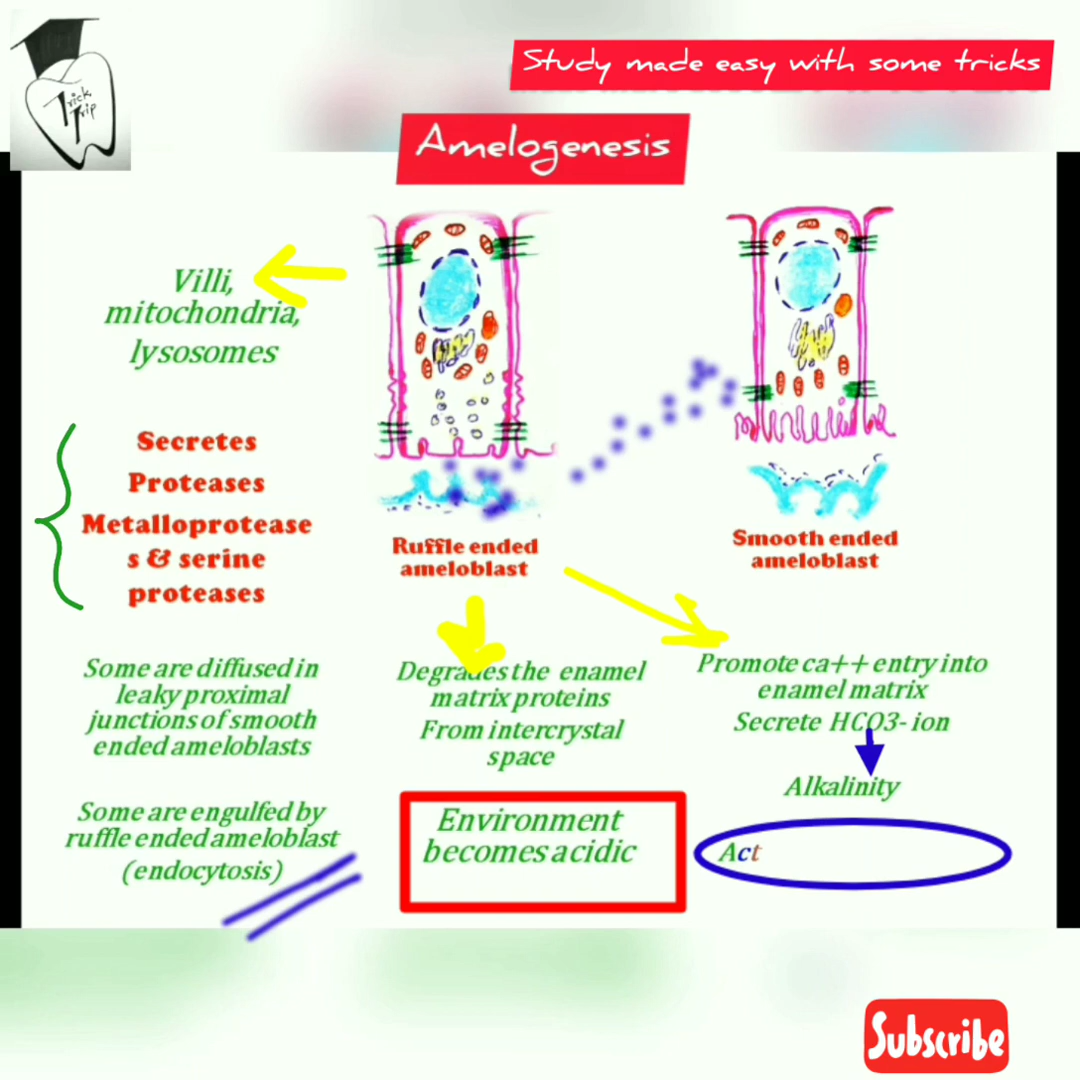 Trick
Trip
Study made easy with some tricks
Amelogenesis
Villi,
mitochondria,
lysosomes
Secretes
Proteases
Metalloprotease
s & serine
proteases
Ruffle ended
ameloblast
Smooth ended
ameloblast
Some are diffused in
leaky proximal
junctions of smooth
ended ameloblasts
Degrades the enamel
matrix proteins
From intercrystal
space
Promote ca++ entry into
enamel matrix
Secrete HCO3- ion
Alkalinity
Some are engulfed by
ruffle ended ameloblast
(endocytosis)
Environment
becomes acidic
Act
Subscribe